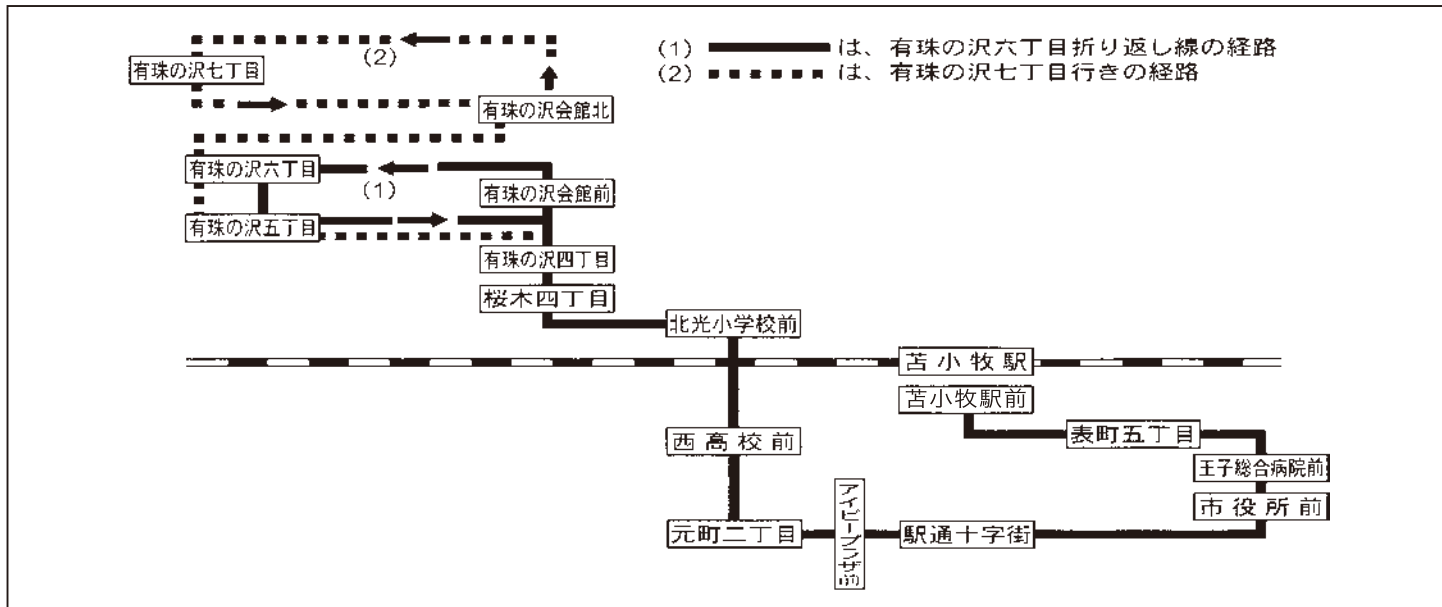 (1) は、有珠の沢六丁目折り返し線の経路
(2) は、有珠の沢七丁目行きの経路
(2)
有珠の沢七丁目
有珠の沢会館北
有珠の沢六丁目
(1)
有珠の沢会館前
有珠の沢五丁目
有珠の沢四丁目
桜木四丁目
北光小学校前
苫小牧駅
苫小牧駅前
表町五丁目
西高校前
王子総合病院前
市役所前
アイビープラザ前
元町二丁目
駅通十字街